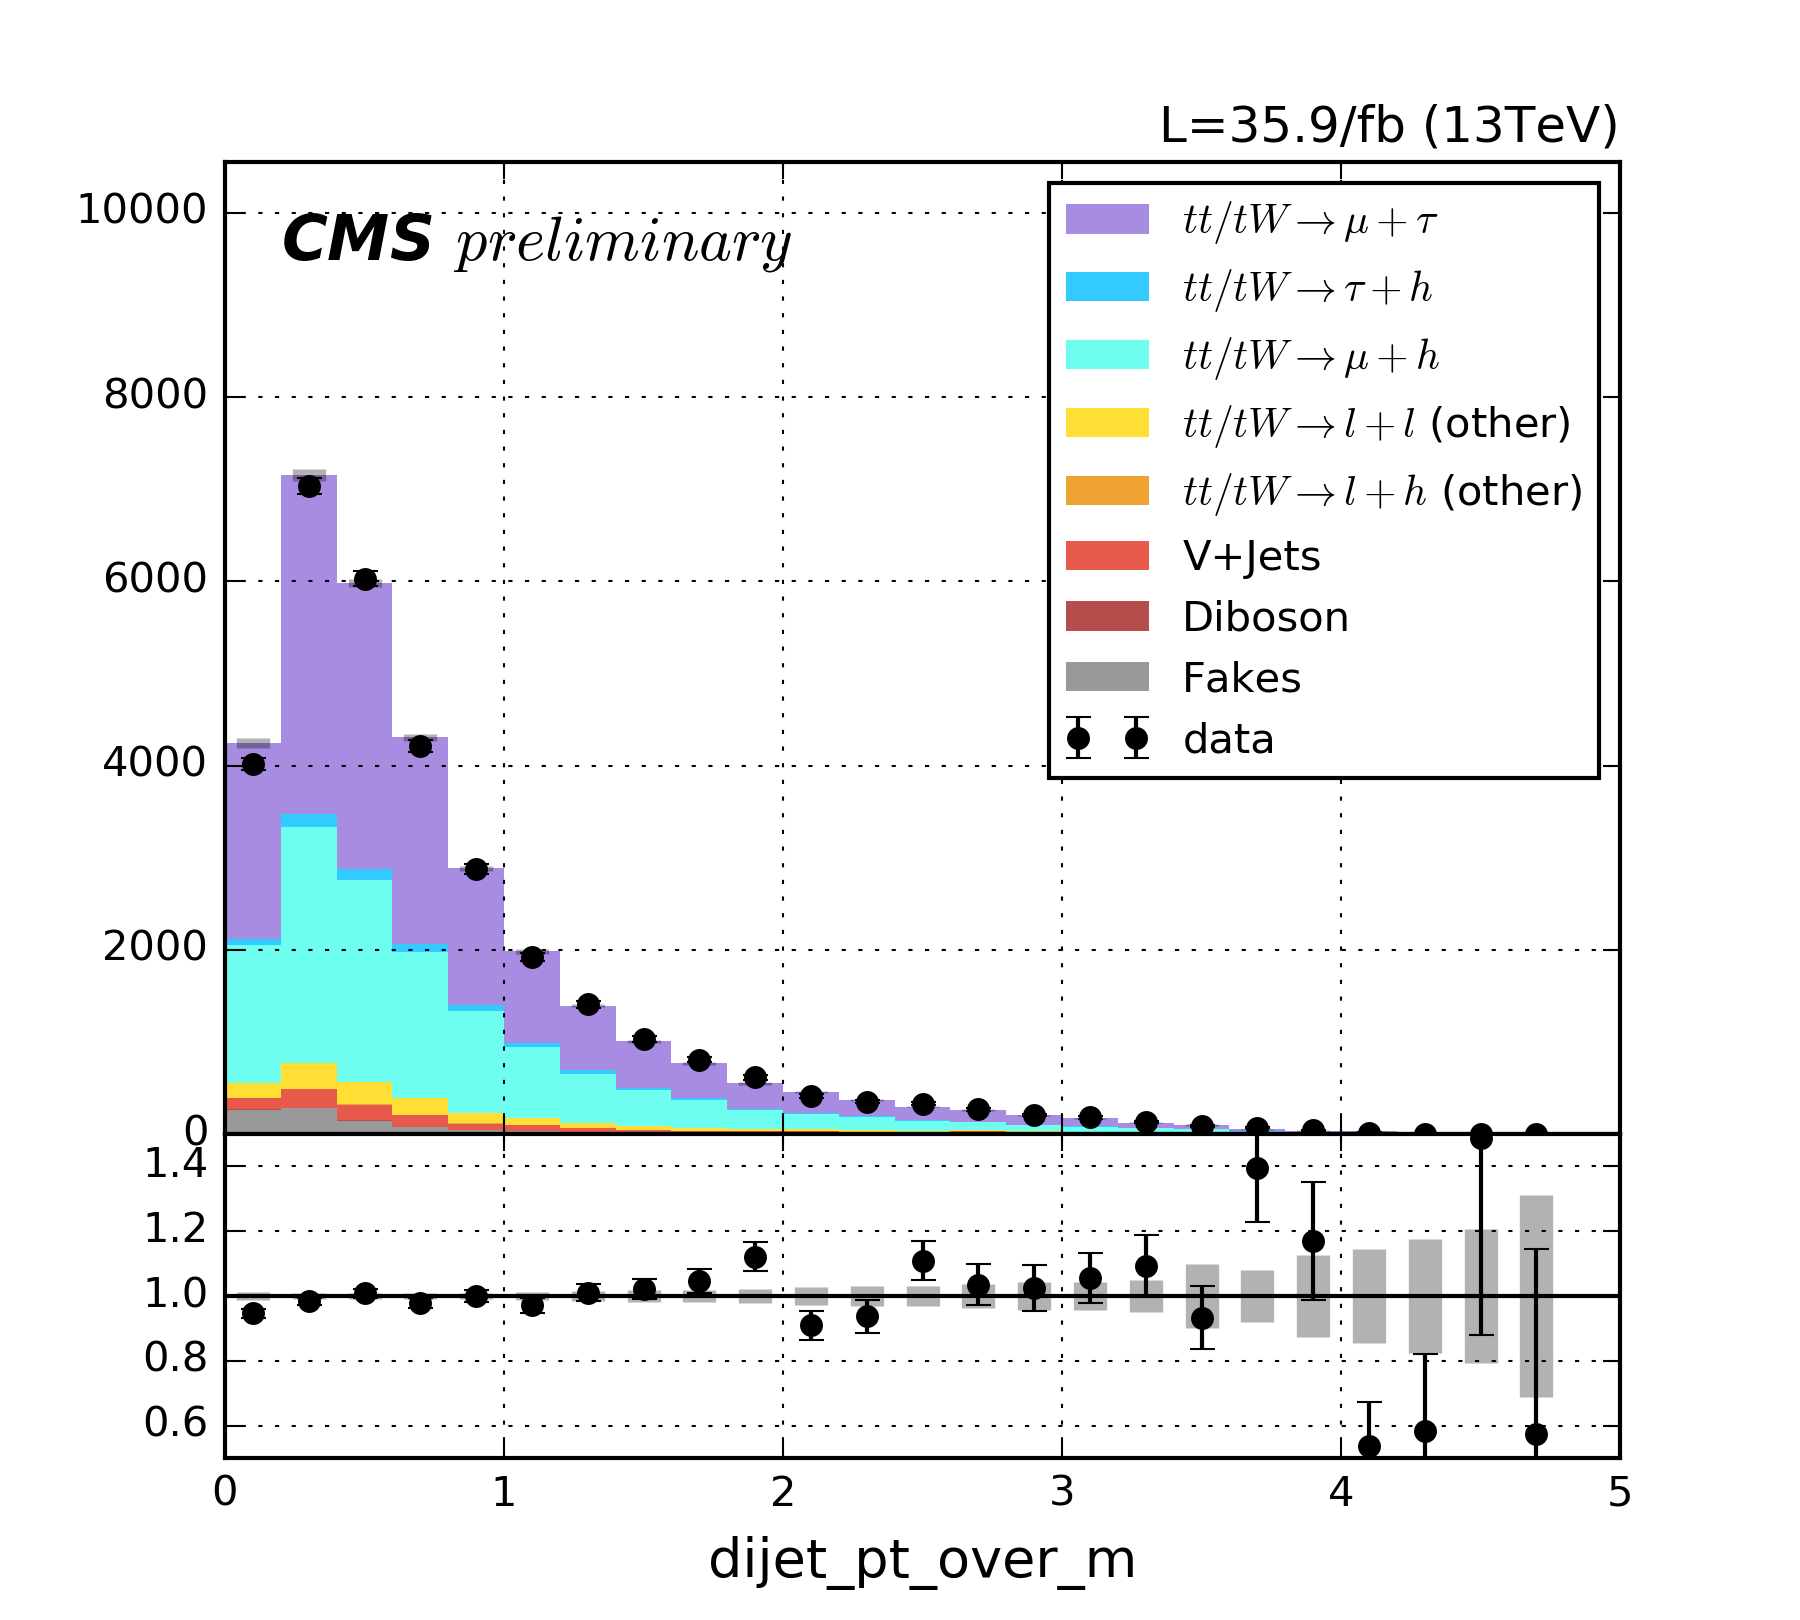 L=35.9/fb (13TeV)
CMS preliminary
10000
8000
6000
4000
2000
0
tt/tW→μ+τ
tt/tW→τ+h
tt/tW→μ+h
tt/tW→l+l (other)
tt/tW→l+h (other)
V+Jets
Diboson
Fakes
data
1.4
1.2
1.0
0.8
0.6
0 1 2 3 4 5
dijet_pt_over_m